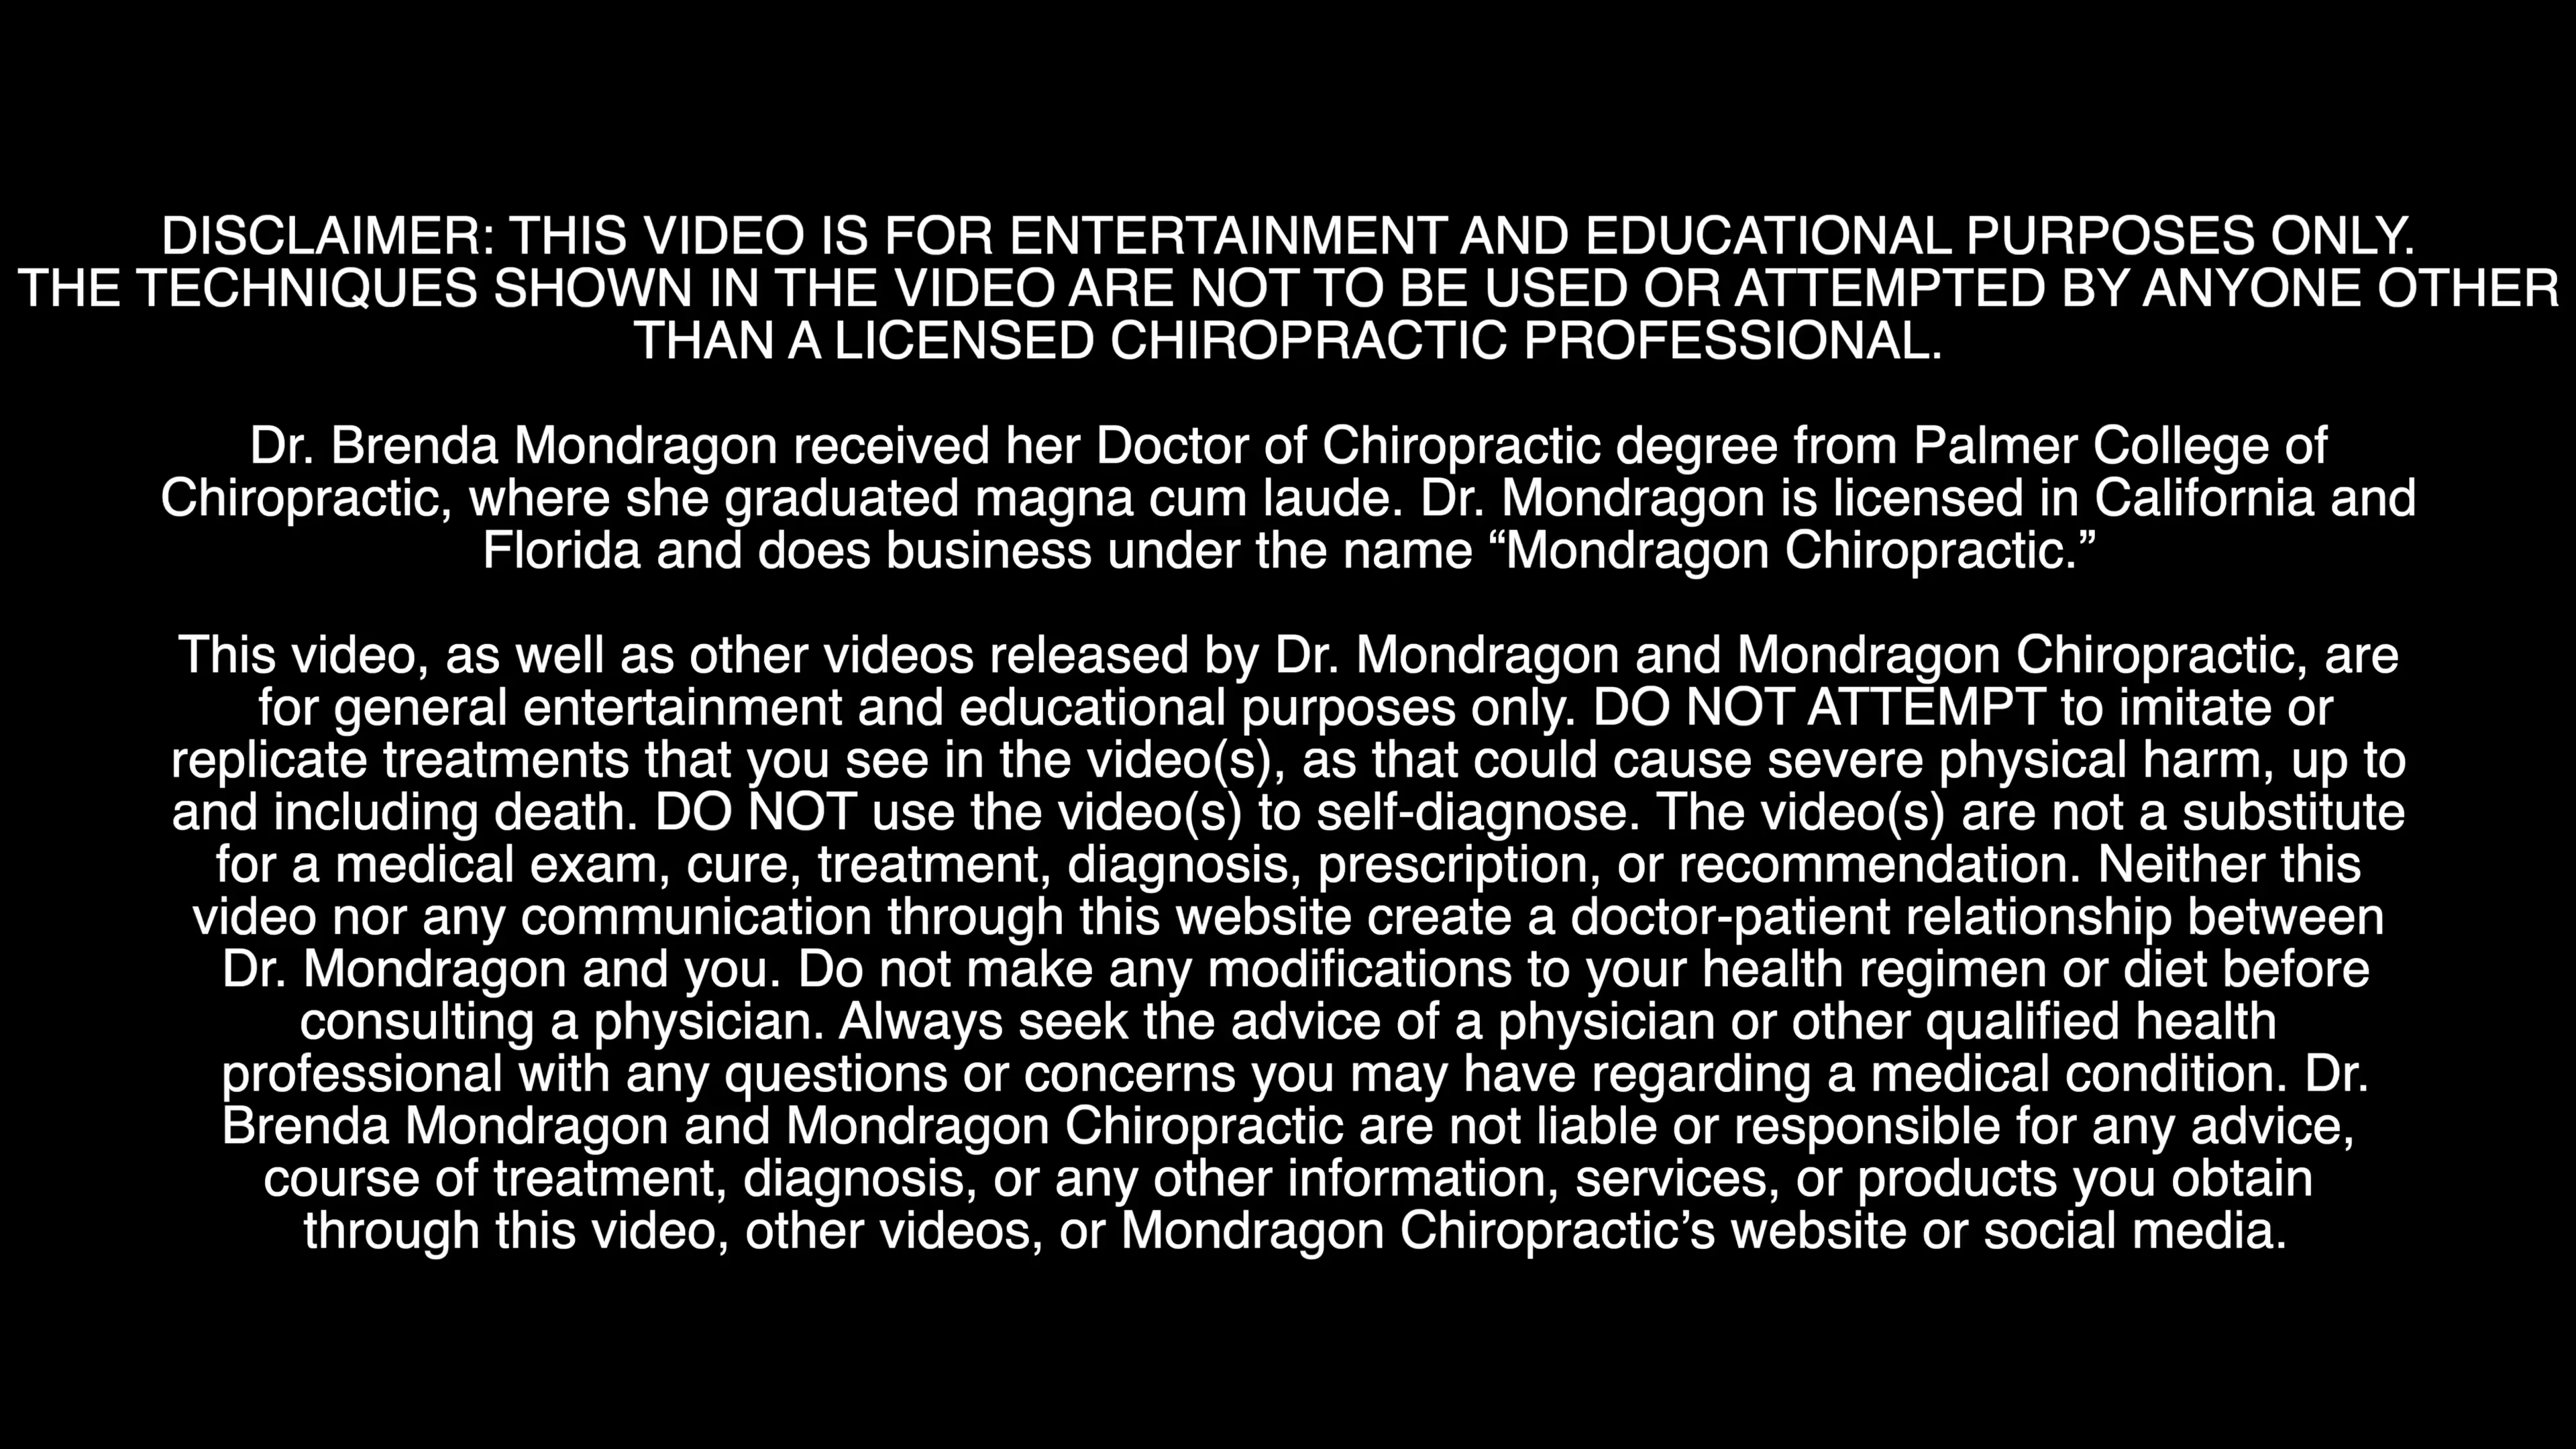 DISCLAIMER: THIS VIDEO IS FOR ENTERTAINMENT AND EDUCATIONAL PURPOSES ONLY.
THE TECHNIQUES SHOWN IN THE VIDEO ARE NOT TO BE USED OR ATTEMPTED BY ANYONE OTHER
THAN A LICENSED CHIROPRACTIC PROFESSIONAL.
Dr. Brenda Mondragon received her Doctor of Chiropractic degree from Palmer College of
Chiropractic, where she graduated magna cum laude. Dr. Mondragon is licensed in California and
Florida and does business under the name “Mondragon Chiropractic.”
This video, as well as other videos released by Dr. Mondragon and Mondragon Chiropractic, are
for general entertainment and educational purposes only. DO NOT ATTEMPT to imitate or
replicate treatments that you see in the video(s), as that could cause severe physical harm, up to
and including death. DO NOT use the video(s) to self-diagnose. The video(s) are not a substitute
for a medical exam, cure, treatment, diagnosis, prescription, or recommendation. Neither this
video nor any communication through this website create a doctor-patient relationship between
Dr. Mondragon and you. Do not make any modifications to your health regimen or diet before
consulting a physician. Always seek the advice of a physician or other qualified health
professional with any questions or concerns you may have regarding a medical condition. Dr.
Brenda Mondragon and Mondragon Chiropractic are not liable or responsible for any advice,
course of treatment, diagnosis, or any other information, services, or products you obtain
through this video, other videos, or Mondragon Chiropractic’s website or social media.